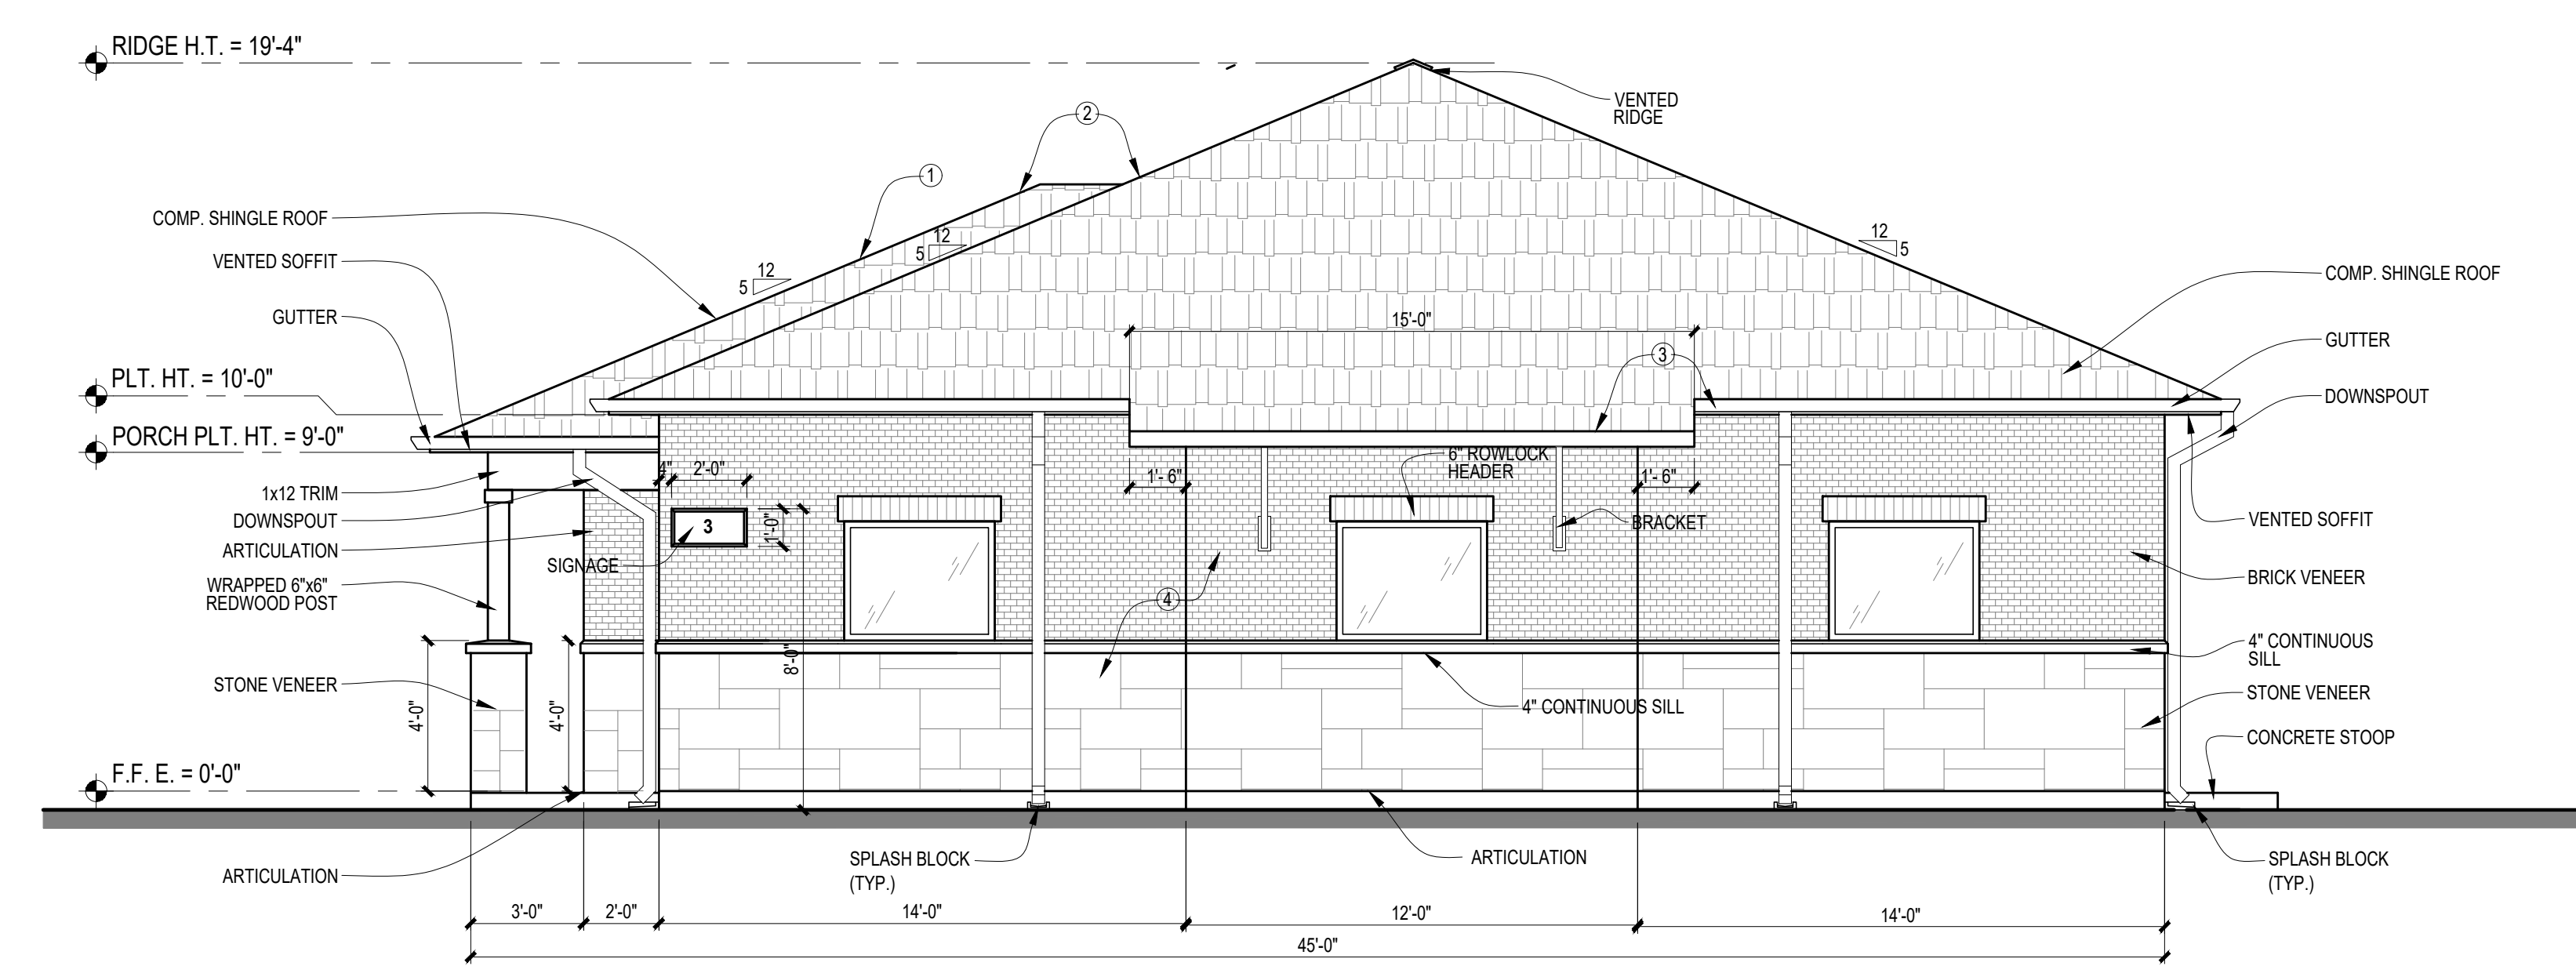 RIDGE H.T. = 19'-4"
VENTED
RIDGE
2
1
COMP. SHINGLE ROOF
12
5
12
5
12
5
VENTED SOFFIT
COMP. SHINGLE ROOF
GUTTER
15'-0"
3
GUTTER
PLT. HT. = 10'-0"
DOWNSPOUT
PORCH PLT. HT. = 9'-0"
4"
2'-0"
1'- 6"
6" ROWLOCK
HEADER
1'- 6"
1x12 TRIM
DOWNSPOUT
3
1'-0"
BRACKET
VENTED SOFFIT
ARTICULATION
SIGNAGE
WRAPPED 6"x6"
REDWOOD POST
4
BRICK VENEER
8'-0"
4" CONTINUOUS
SILL
STONE VENEER
4'-0"
4'-0"
4" CONTINUOUS SILL
STONE VENEER
CONCRETE STOOP
F.F. E. = 0'-0"
ARTICULATION
SPLASH BLOCK
(TYP.)
ARTICULATION
SPLASH BLOCK
(TYP.)
3'-0"
2'-0"
14'-0"
12'-0"
14'-0"
45'-0"